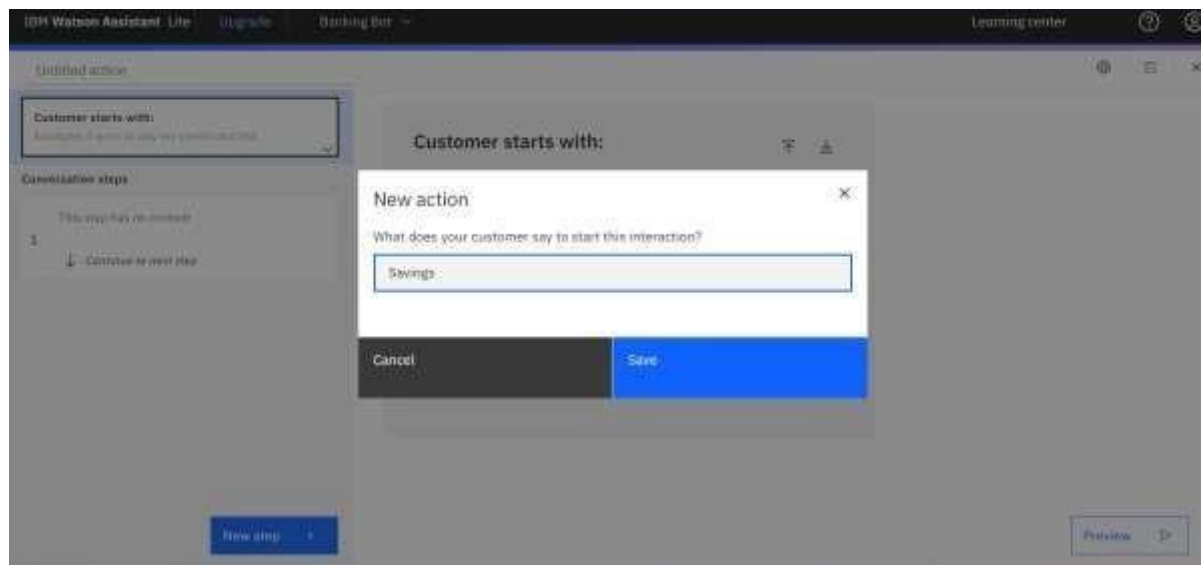 IBM Watson Assistant Lite Upgrade Banking Bot Learning center
Untitled action
Customer starts with:
Conversation steps
This step has no content
1
Continue to next step
New step +
Customer starts with:
New action
What does your customer say to start this interaction?
Savings
Cancel
Save
Preview